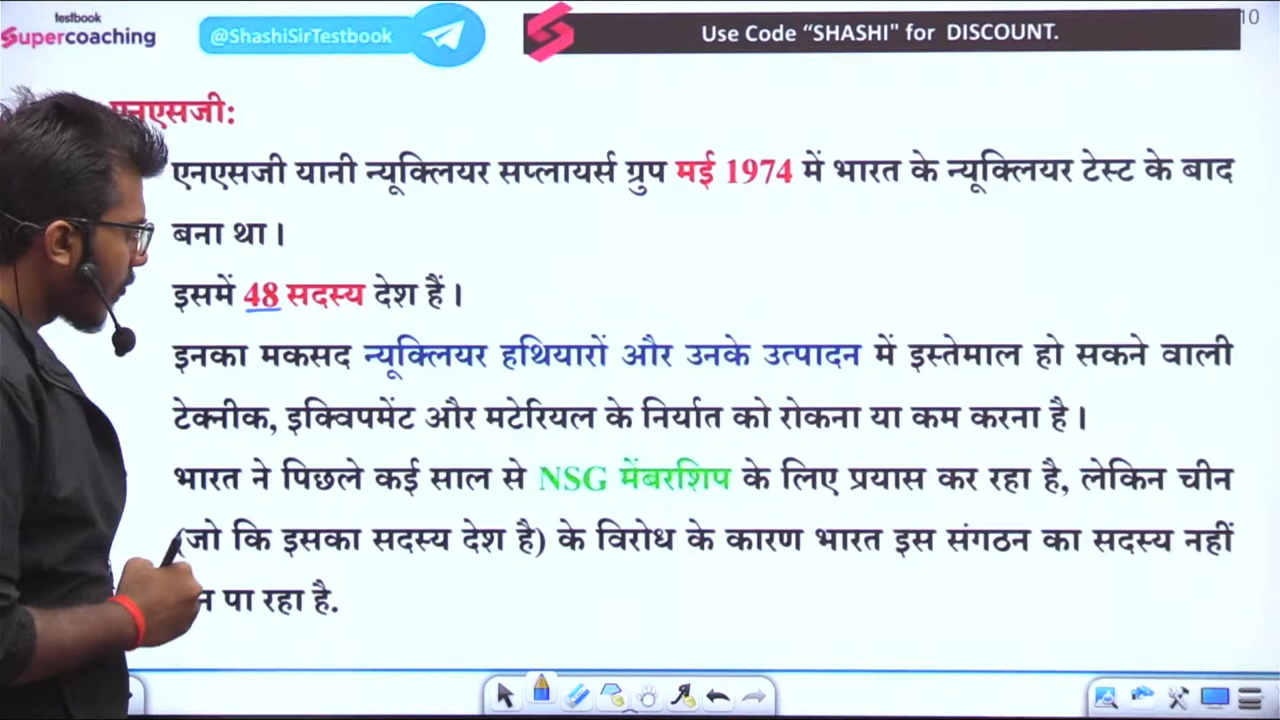 testbook
Supercoaching
@ShashiSirTestbook
Use Code “SHASHI" for DISCOUNT.
10
एनएसजी:
एनएसजी यानी न्यूक्लियर सप्लायर्स ग्रुप मई 1974 में भारत के न्यूक्लियर टेस्ट के बाद
बना था।
इसमें 48 सदस्य देश हैं।
इनका मकसद न्यूक्लियर हथियारों और उनके उत्पादन में इस्तेमाल हो सकने वाली
टेक्नीक, इक्विपमेंट और मटेरियल के निर्यात को रोकना या कम करना है।
भारत ने पिछले कई साल से NSG मेंबरशिप के लिए प्रयास कर रहा है, लेकिन चीन
(जो कि इसका सदस्य देश है) के विरोध के कारण भारत इस संगठन का सदस्य नहीं
पा रहा है.